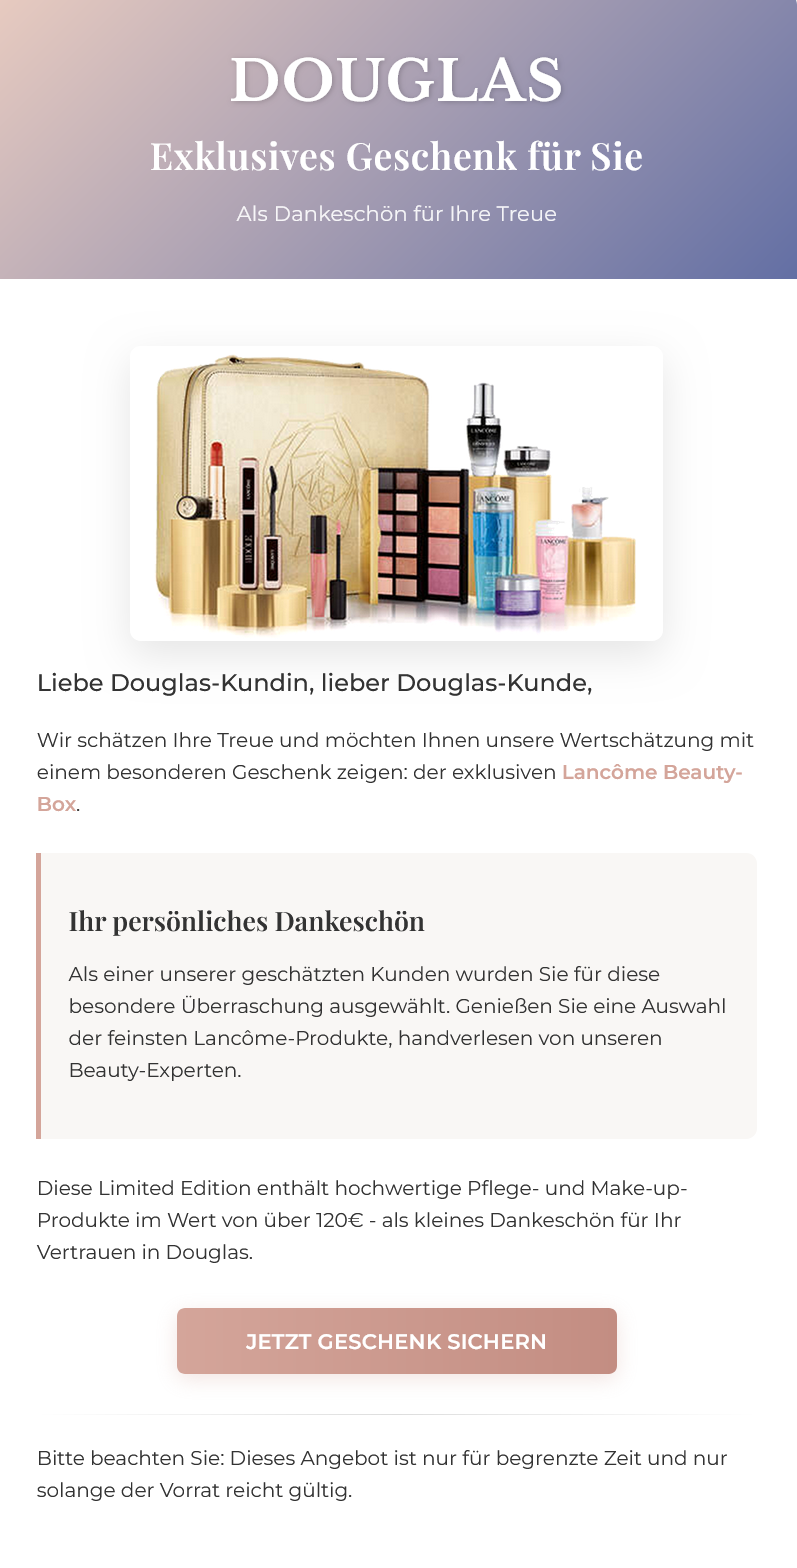 DOUGLAS
Exklusives Geschenk für Sie
Als Dankeschön für Ihre Treue
LANCÔME
LANCÔME
LANCÔME
Liebe Douglas-Kundin, lieber Douglas-Kunde,
Wir schätzen Ihre Treue und möchten Ihnen unsere Wertschätzung mit
einem besonderen Geschenk zeigen: der exklusiven Lancôme Beauty-
Box.
Ihr persönliches Dankeschön
Als einer unserer geschätzten Kunden wurden Sie für diese
besondere Überraschung ausgewählt. Genießen Sie eine Auswahl
der feinsten Lancôme-Produkte, handverlesen von unseren
Beauty-Experten.
Diese Limited Edition enthält hochwertige Pflege- und Make-up-
Produkte im Wert von über 120€ - als kleines Dankeschön für Ihr
Vertrauen in Douglas.
JETZT GESCHENK SICHERN
Bitte beachten Sie: Dieses Angebot ist nur für begrenzte Zeit und nur
solange der Vorrat reicht gültig.